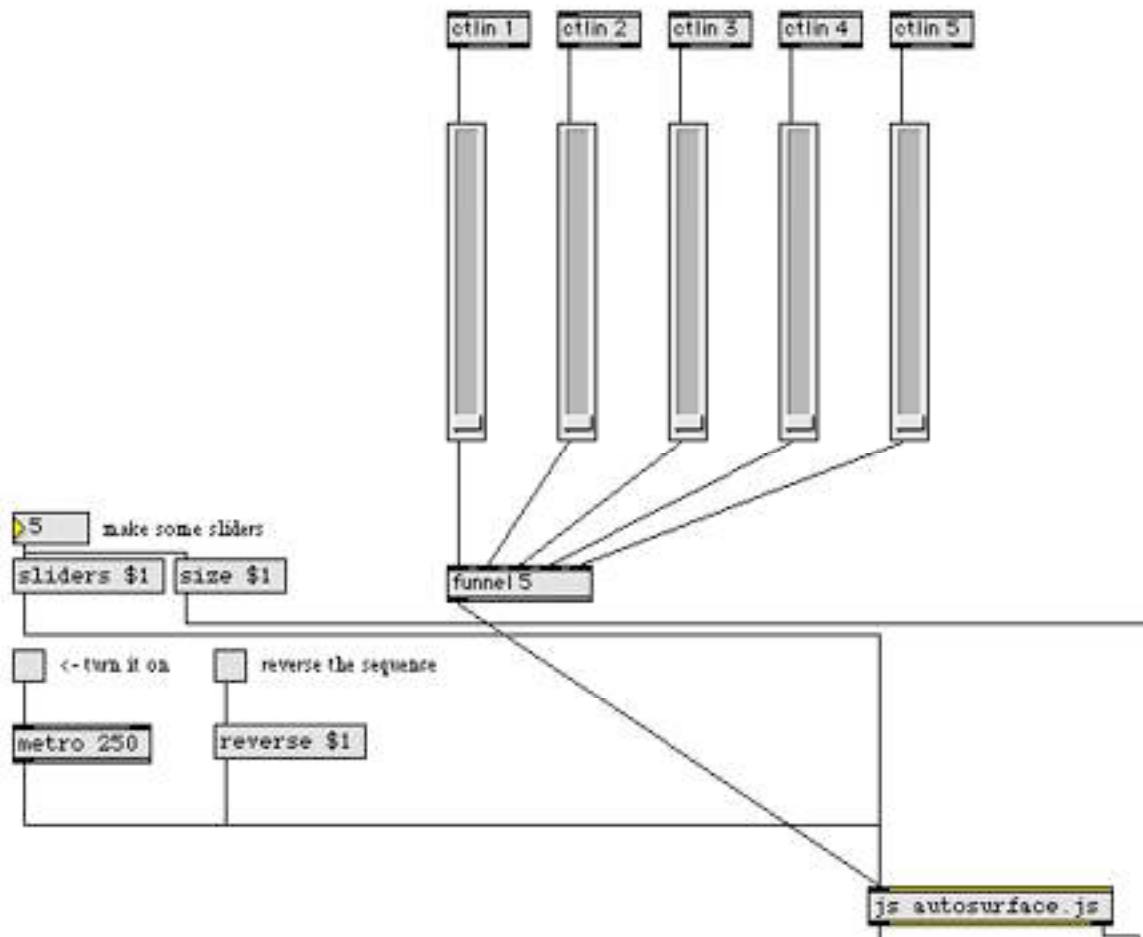 ctlin 1
ctlin 2
ctlin 3
ctlin 4
ctlin 5
5
make some sliders
sliders $1
size $1
funnel 5
<- turn it on
reverse the sequence
metro 250
reverse $1
js autosurface.js